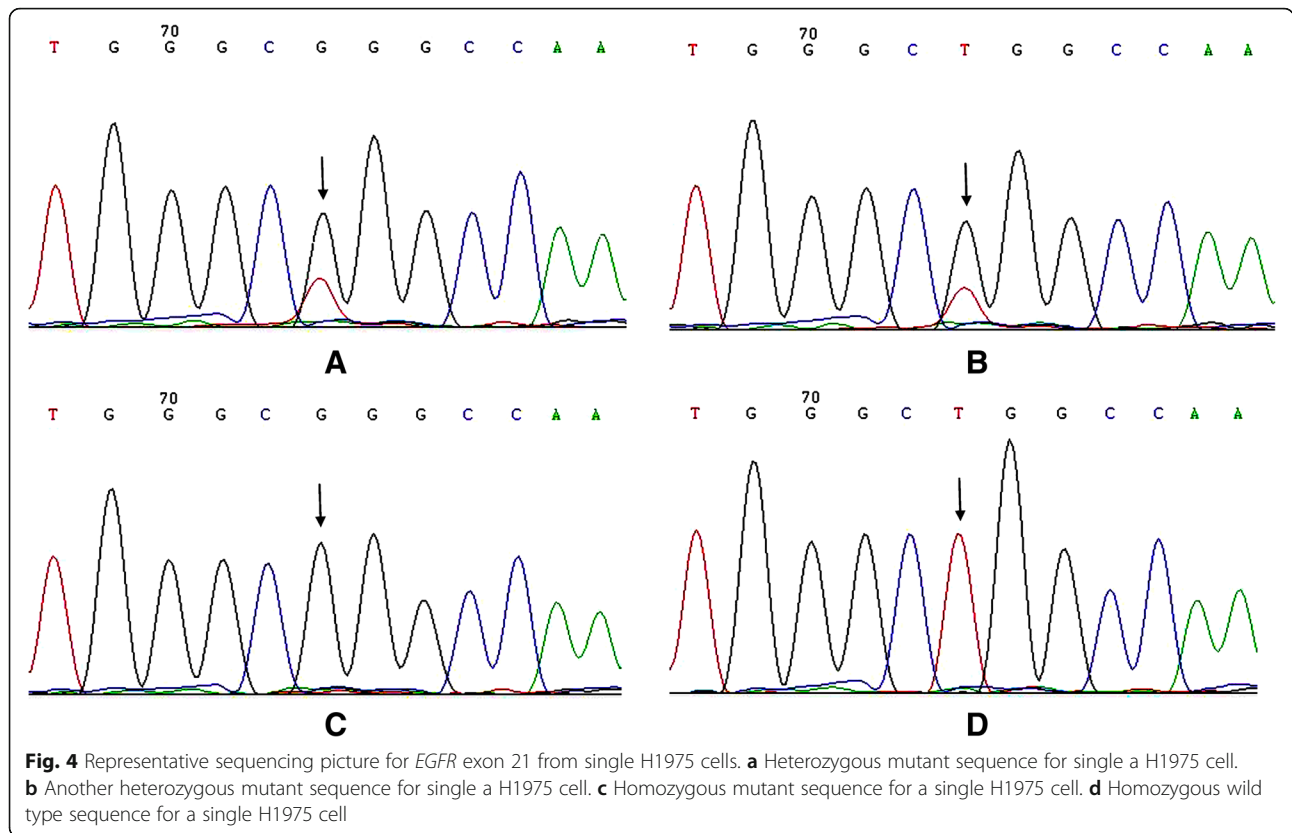 70
T G G G C G G G C C A A
70
T G G G C T G G C C A A
A
B
70
T G G G C G G G C C A A
70
T G G G C T G G C C A A
C
D
Fig. 4 Representative sequencing picture for EGFR exon 21 from single H1975 cells. a Heterozygous mutant sequence for single a H1975 cell.
b Another heterozygous mutant sequence for single a H1975 cell. c Homozygous mutant sequence for a single H1975 cell. d Homozygous wild
type sequence for a single H1975 cell